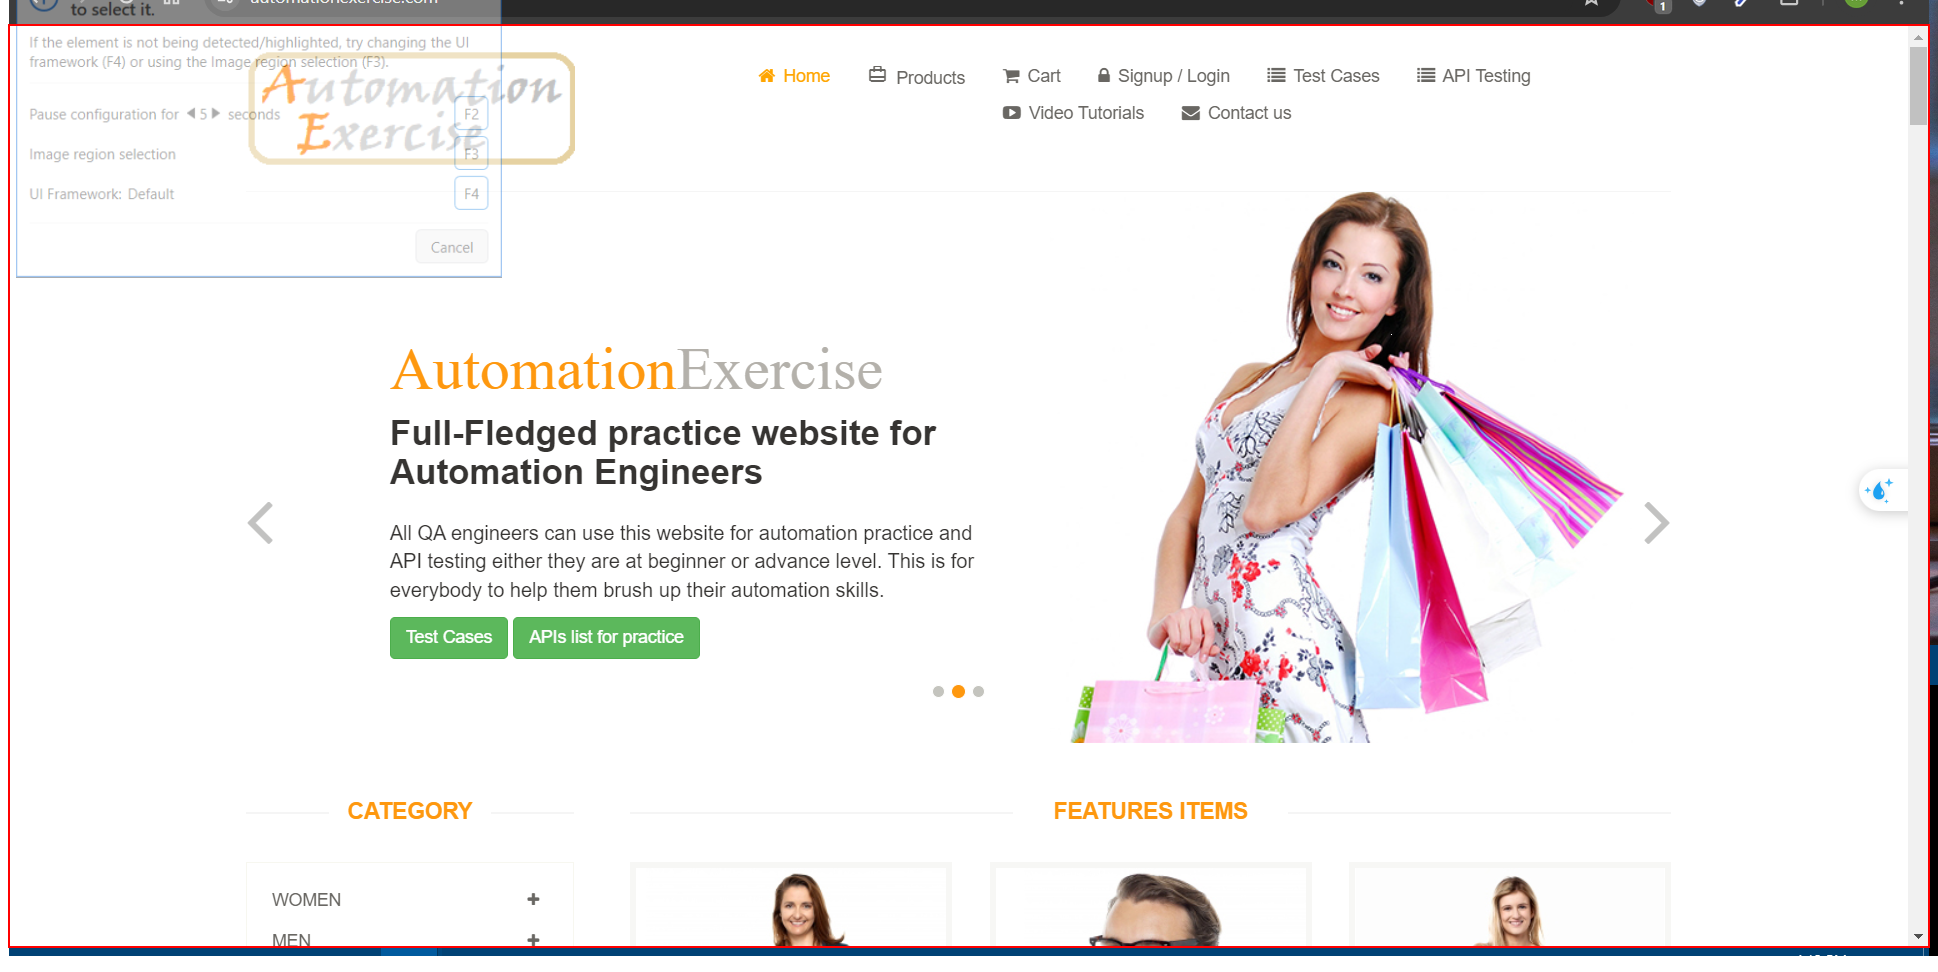 to select it.
automationexercise.com
1
If the element is not being detected/highlighted, try changing the UI
framework (F4) or using the Image region selection (F3).
Pause configuration for 5 seconds F2
Image region selection F3
UI Framework: Default F4
Cancel
Automation
Exercise
Home Products Cart Signup / Login Test Cases API Testing
Video Tutorials Contact us
AutomationExercise
Full-Fledged practice website for
Automation Engineers
All QA engineers can use this website for automation practice and
API testing either they are at beginner or advance level. This is for
everybody to help them brush up their automation skills.
Test Cases APIs list for practice
CATEGORY
FEATURES ITEMS
WOMEN
MEN